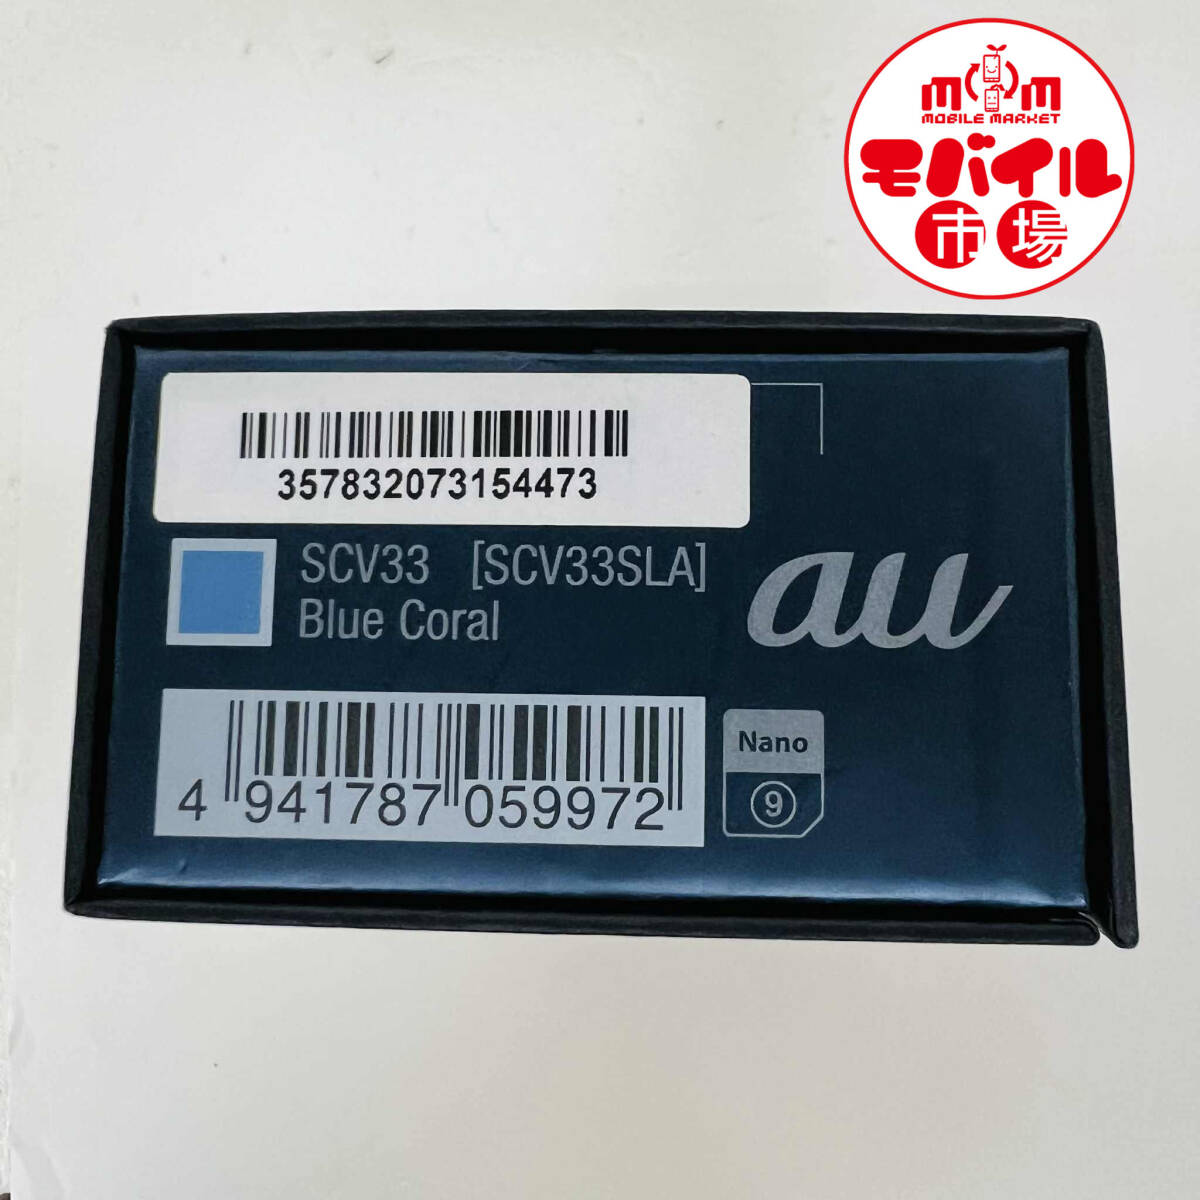 MOBILE MARKET
モバイル
市場
357832073154473
SCV33 [SCV33SLA]
Blue Coral
au
4 941787 059972
Nano
9